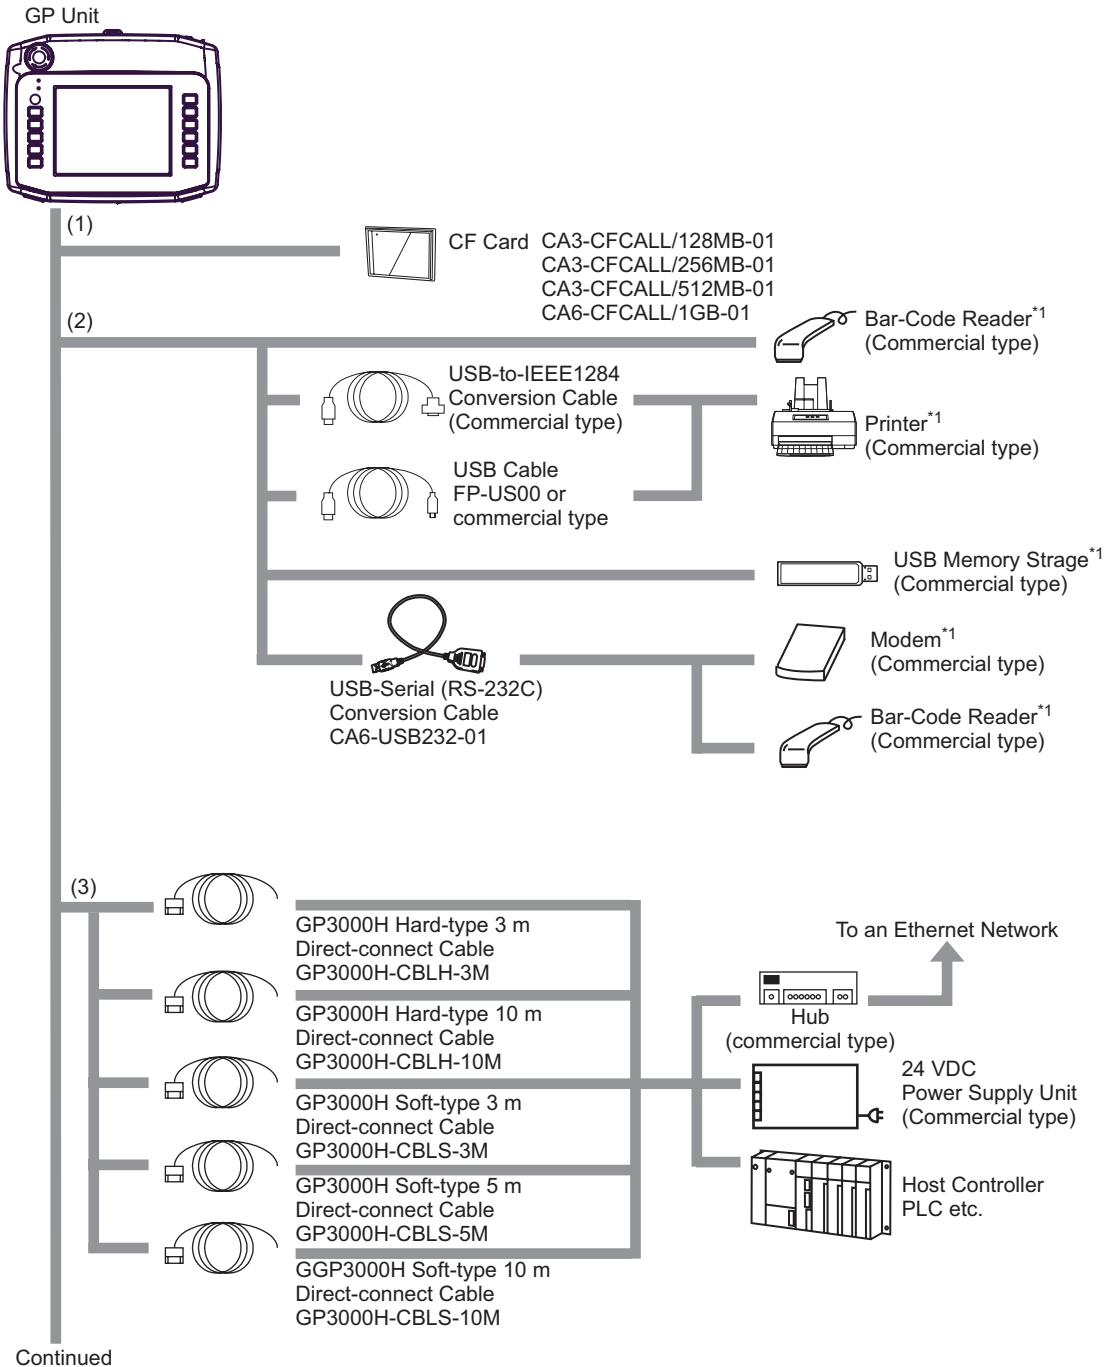 GP Unit
(1)
CF Card
CA3-CFCALL/128MB-01
CA3-CFCALL/256MB-01
CA3-CFCALL/512MB-01
CA6-CFCALL/1GB-01
(2)
Bar-Code Reader*1
(Commercial type)
USB-to-IEEE1284
Conversion Cable
(Commercial type)
Printer*1
(Commercial type)
USB Cable
FP-US00 or
commercial type
USB Memory Strage*1
(Commercial type)
USB-Serial (RS-232C)
Conversion Cable
CA6-USB232-01
Modem*1
(Commercial type)
Bar-Code Reader*1
(Commercial type)
(3)
GP3000H Hard-type 3 m
Direct-connect Cable
GP3000H-CBLH-3M
GP3000H Hard-type 10 m
Direct-connect Cable
GP3000H-CBLH-10M
GP3000H Soft-type 3 m
Direct-connect Cable
GP3000H-CBLS-3M
GP3000H Soft-type 5 m
Direct-connect Cable
GP3000H-CBLS-5M
GGP3000H Soft-type 10 m
Direct-connect Cable
GP3000H-CBLS-10M
To an Ethernet Network
Hub
(commercial type)
24 VDC
Power Supply Unit
(Commercial type)
Host Controller
PLC etc.
Continued